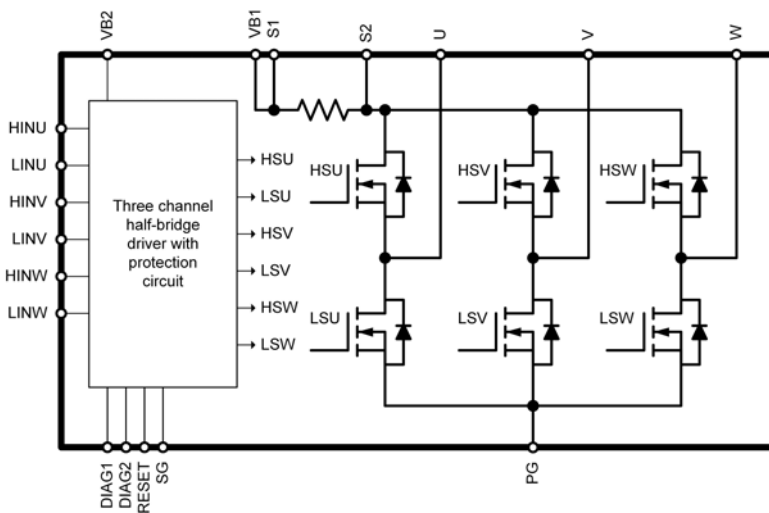 VB2
VB1
S1
S2
U
V
W
HINU
LINU
HINV
LINV
HINW
LINW
Three channel
half-bridge
driver with
protection
circuit
HSU
LSU
HSV
LSV
HSW
LSW
HSU
HSV
HSW
LSU
LSV
LSW
DIAG1
DIAG2
RESET
SG
PG